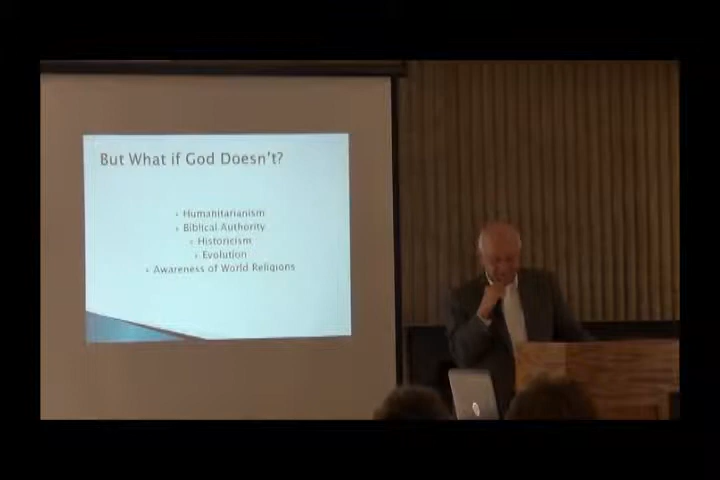 But What if God Doesn't?
Humanitarianism
Biblical Authority
Historicism
Evolution
Awareness of World Religions